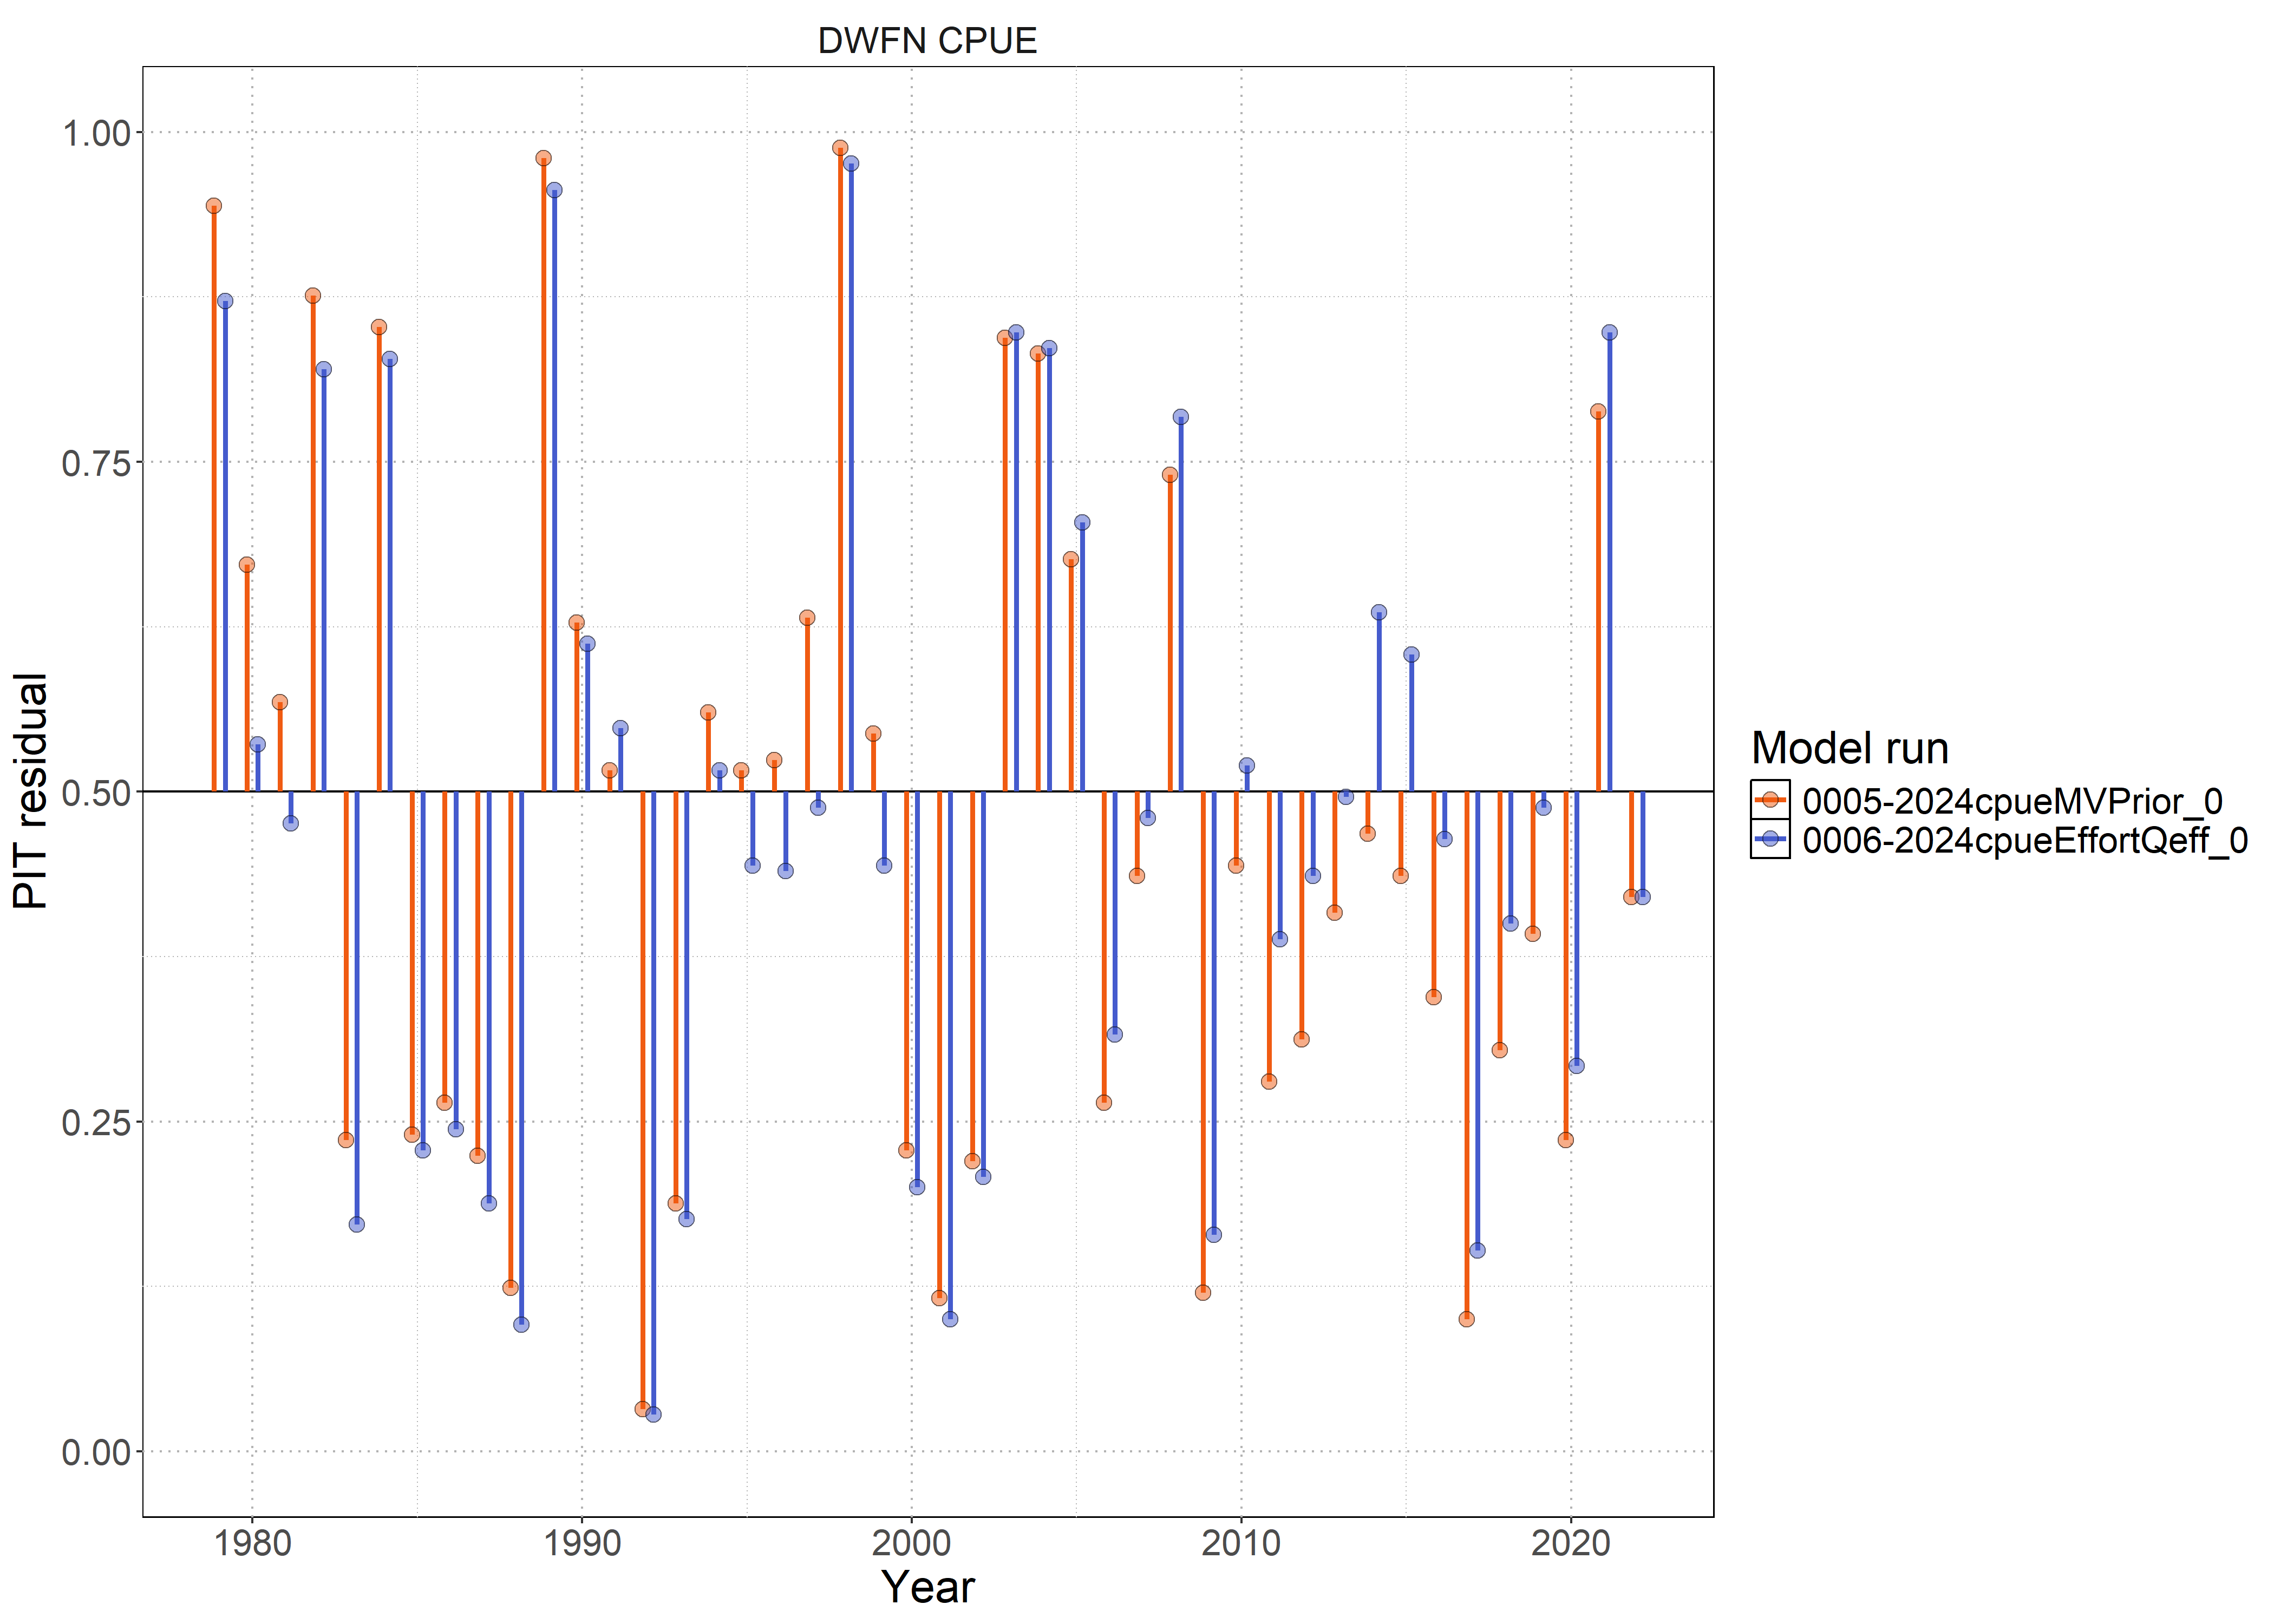 DWFN CPUE
1.00
0.75
0.50
0.25
0.00
PIT residual
1980 1990 2000 2010 2020
Year
Model run
0005-2024cpueMVPrior_0
0006-2024cpueEffortQeff_0